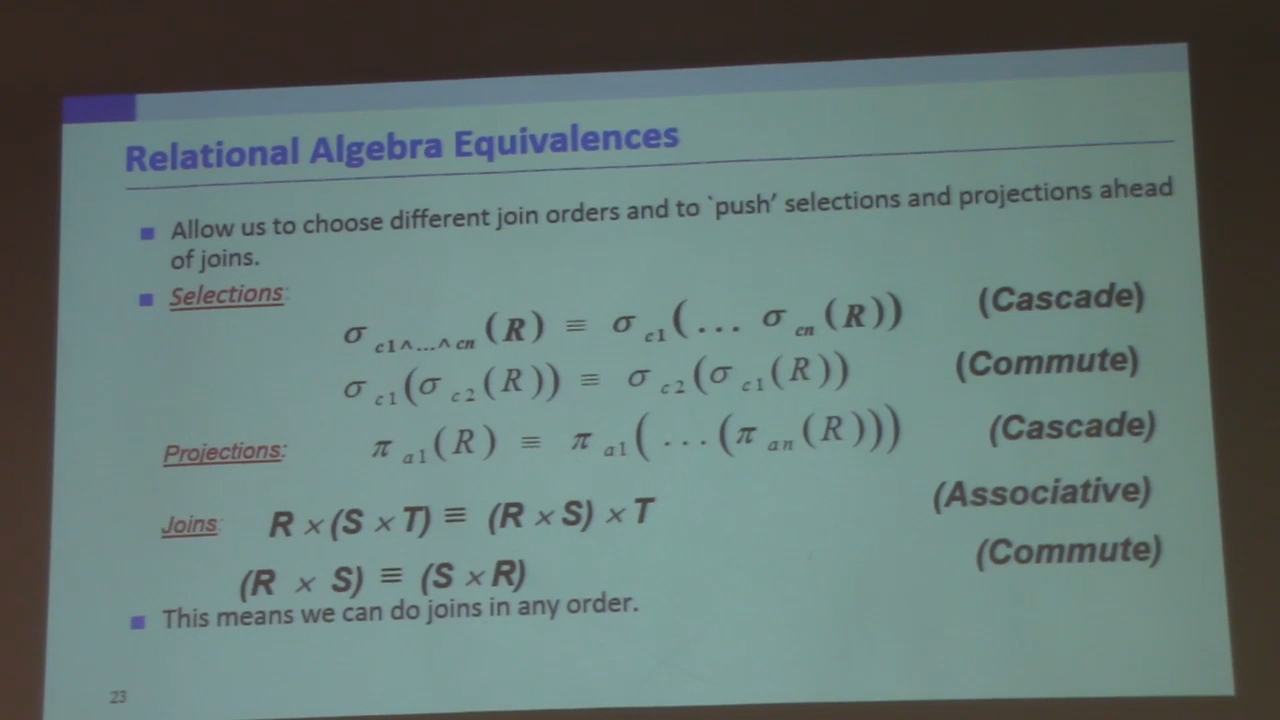 Relational Algebra Equivalences
■ Allow us to choose different join orders and to `push' selections and projections ahead
of joins.
■ Selections:
σ c1∧...∧cn (R) ≡ σ c1(... σ cn (R)) (Cascade)
σ c1(σ c2(R)) ≡ σ c2(σ c1(R)) (Commute)
Projections: π a1(R) ≡ π a1( ...(π an(R))) (Cascade)
Joins: R × (S × T) ≡ (R × S) × T (Associative)
(R × S) ≡ (S × R) (Commute)
■ This means we can do joins in any order.
23